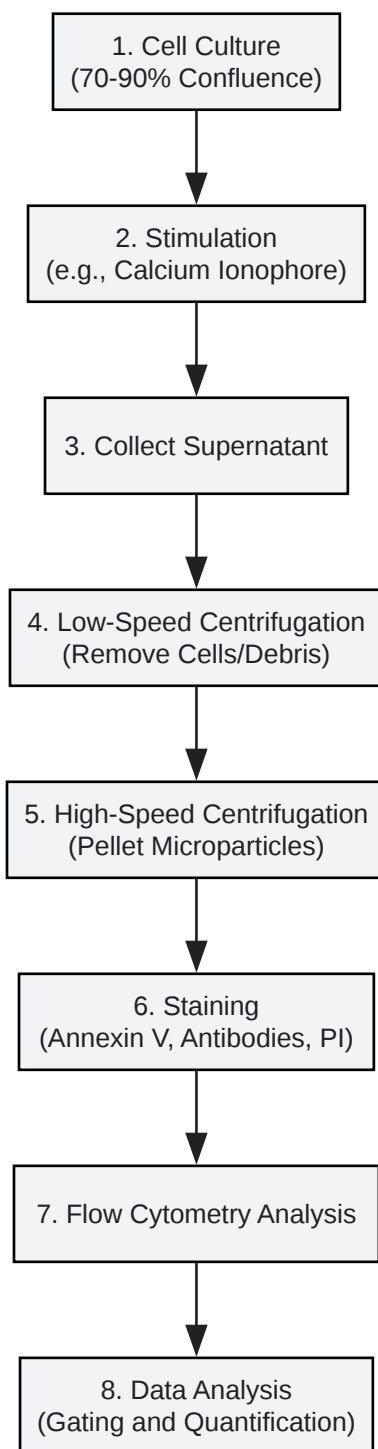 1. Cell Culture
(70-90% Confluence)
2. Stimulation
(e.g., Calcium Ionophore)
3. Collect Supernatant
4. Low-Speed Centrifugation
(Remove Cells/Debris)
5. High-Speed Centrifugation
(Pellet Microparticles)
6. Staining
(Annexin V, Antibodies, PI)
7. Flow Cytometry Analysis
8. Data Analysis
(Gating and Quantification)